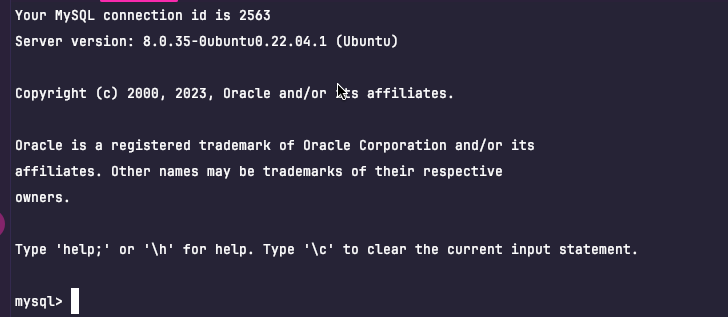 Your MySQL connection id is 2563
Server version: 8.0.35-0ubuntu0.22.04.1 (Ubuntu)
Copyright (c) 2000, 2023, Oracle and/or its affiliates.
Oracle is a registered trademark of Oracle Corporation and/or its
affiliates. Other names may be trademarks of their respective
owners.
Type 'help;' or '\h' for help. Type '\c' to clear the current input statement.
mysql>